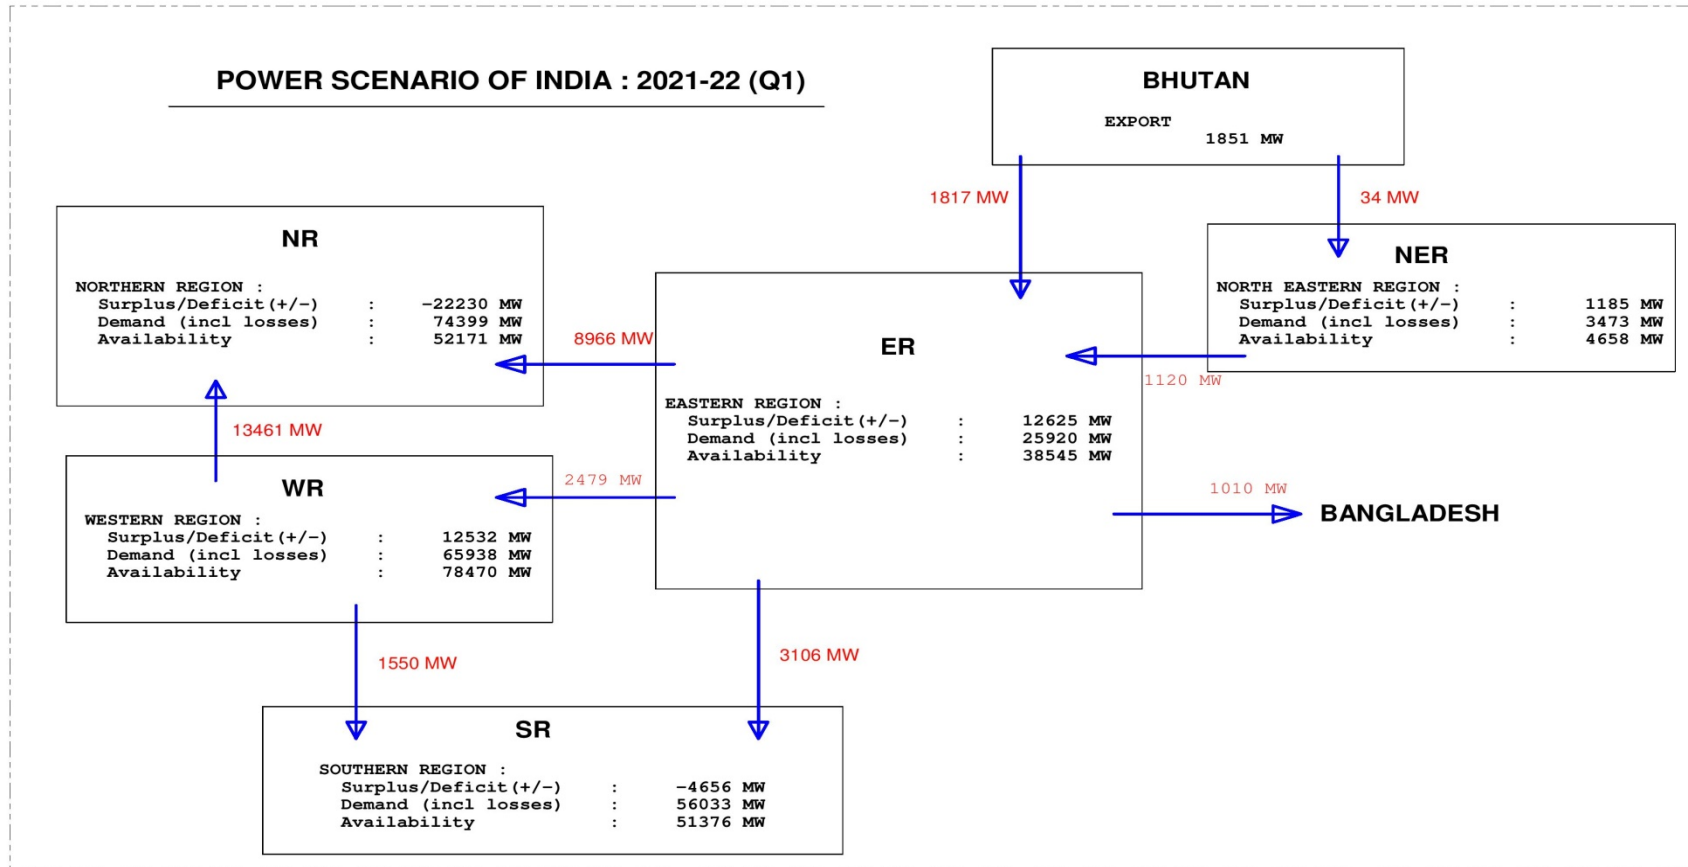 POWER SCENARIO OF INDIA : 2021-22 (Q1)
BHUTAN
EXPORT
1851 MW
1817 MW
34 MW
NR
NORTHERN REGION :
Surplus/Deficit(+/-) : -22230 MW
Demand (incl losses) : 74399 MW
Availability : 52171 MW
NER
NORTH EASTERN REGION :
Surplus/Deficit(+/-) : 1185 MW
Demand (incl losses) : 3473 MW
Availability : 4658 MW
8966 MW
ER
1120 MW
EASTERN REGION :
Surplus/Deficit(+/-) : 12625 MW
Demand (incl losses) : 25920 MW
Availability : 38545 MW
13461 MW
WR
WESTERN REGION :
Surplus/Deficit(+/-) : 12532 MW
Demand (incl losses) : 65938 MW
Availability : 78470 MW
2479 MW
1010 MW
BANGLADESH
1550 MW
3106 MW
SR
SOUTHERN REGION :
Surplus/Deficit(+/-) : -4656 MW
Demand (incl losses) : 56033 MW
Availability : 51376 MW